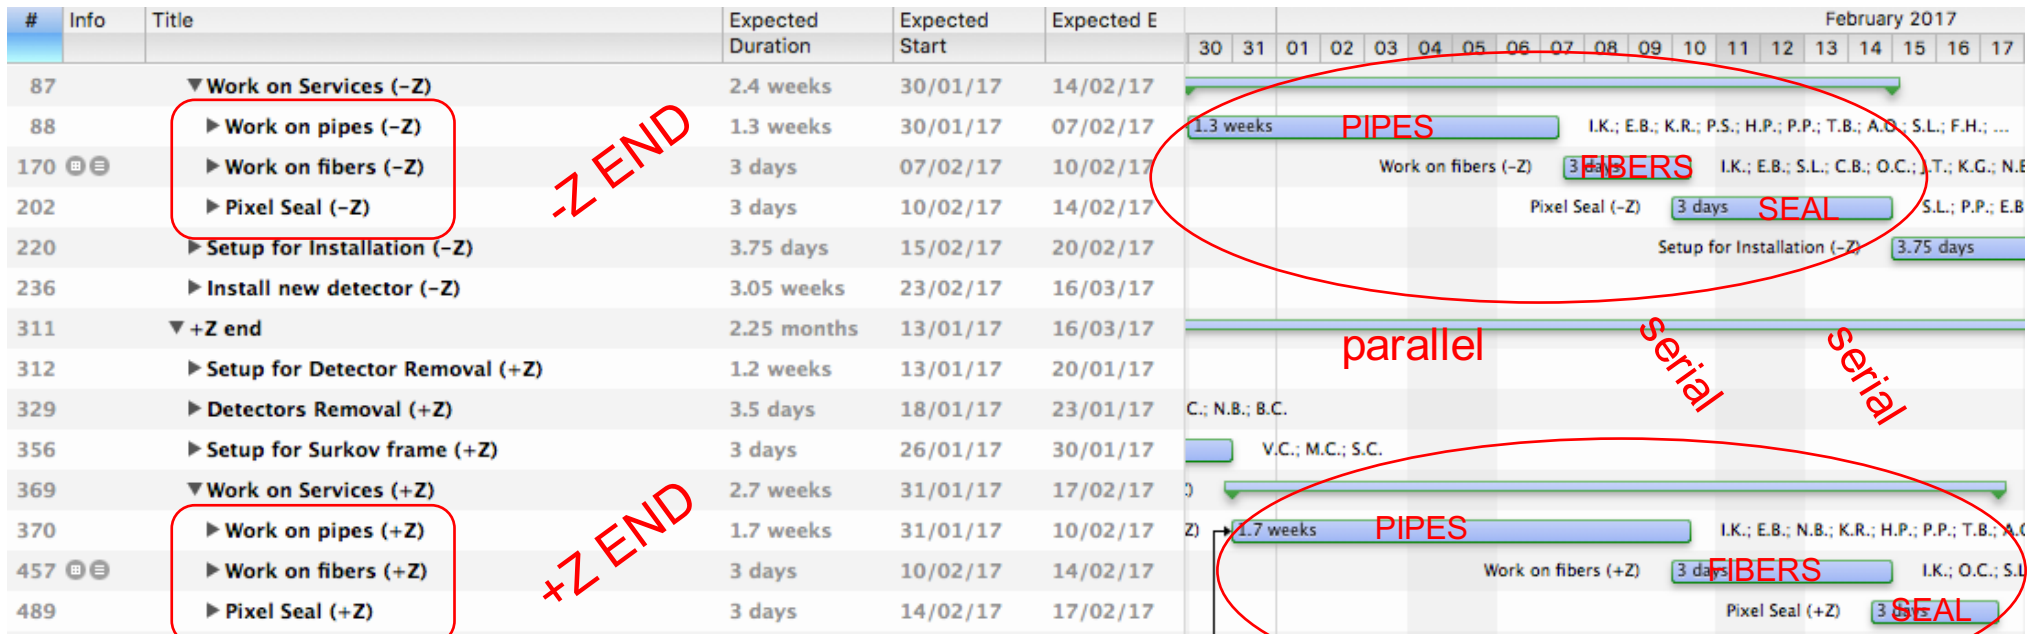 # Info Title Expected Duration Expected Start Expected E February 2017
30 31 01 02 03 04 05 06 07 08 09 10 11 12 13 14 15 16 17
87 ▼Work on Services (-Z) 2.4 weeks 30/01/17 14/02/17
88 ▶Work on pipes (-Z) 1.3 weeks 30/01/17 07/02/17 1.3 weeks PIPES I.K.; E.B.; K.R.; P.S.; H.P.; P.P.; T.B.; A.O.; S.L.; F.H.; ...
-Z END
170 ▶Work on fibers (-Z) 3 days 07/02/17 10/02/17 Work on fibers (-Z) 3 days FIBERS I.K.; E.B.; S.L.; C.B.; O.C.; J.T.; K.G.; N.E
202 ▶Pixel Seal (-Z) 3 days 10/02/17 14/02/17 Pixel Seal (-Z) 3 days SEAL S.L.; P.P.; E.B
220 ▶Setup for Installation (-Z) 3.75 days 15/02/17 20/02/17 Setup for Installation (-Z) 3.75 days
236 ▶Install new detector (-Z) 3.05 weeks 23/02/17 16/03/17
311 ▼+Z end 2.25 months 13/01/17 16/03/17
parallel serial serial
312 ▶Setup for Detector Removal (+Z) 1.2 weeks 13/01/17 20/01/17
329 ▶Detectors Removal (+Z) 3.5 days 18/01/17 23/01/17 C.; N.B.; B.C.
356 ▶Setup for Surkov frame (+Z) 3 days 26/01/17 30/01/17 V.C.; M.C.; S.C.
369 ▼Work on Services (+Z) 2.7 weeks 31/01/17 17/02/17 )
+Z END
370 ▶Work on pipes (+Z) 1.7 weeks 31/01/17 10/02/17 Z) 1.7 weeks PIPES I.K.; E.B.; N.B.; K.R.; H.P.; P.P.; T.B.; A.O
457 ▶Work on fibers (+Z) 3 days 10/02/17 14/02/17 Work on fibers (+Z) 3 days FIBERS I.K.; O.C.; S.L
489 ▶Pixel Seal (+Z) 3 days 14/02/17 17/02/17 Pixel Seal (+Z) 3 days SEAL